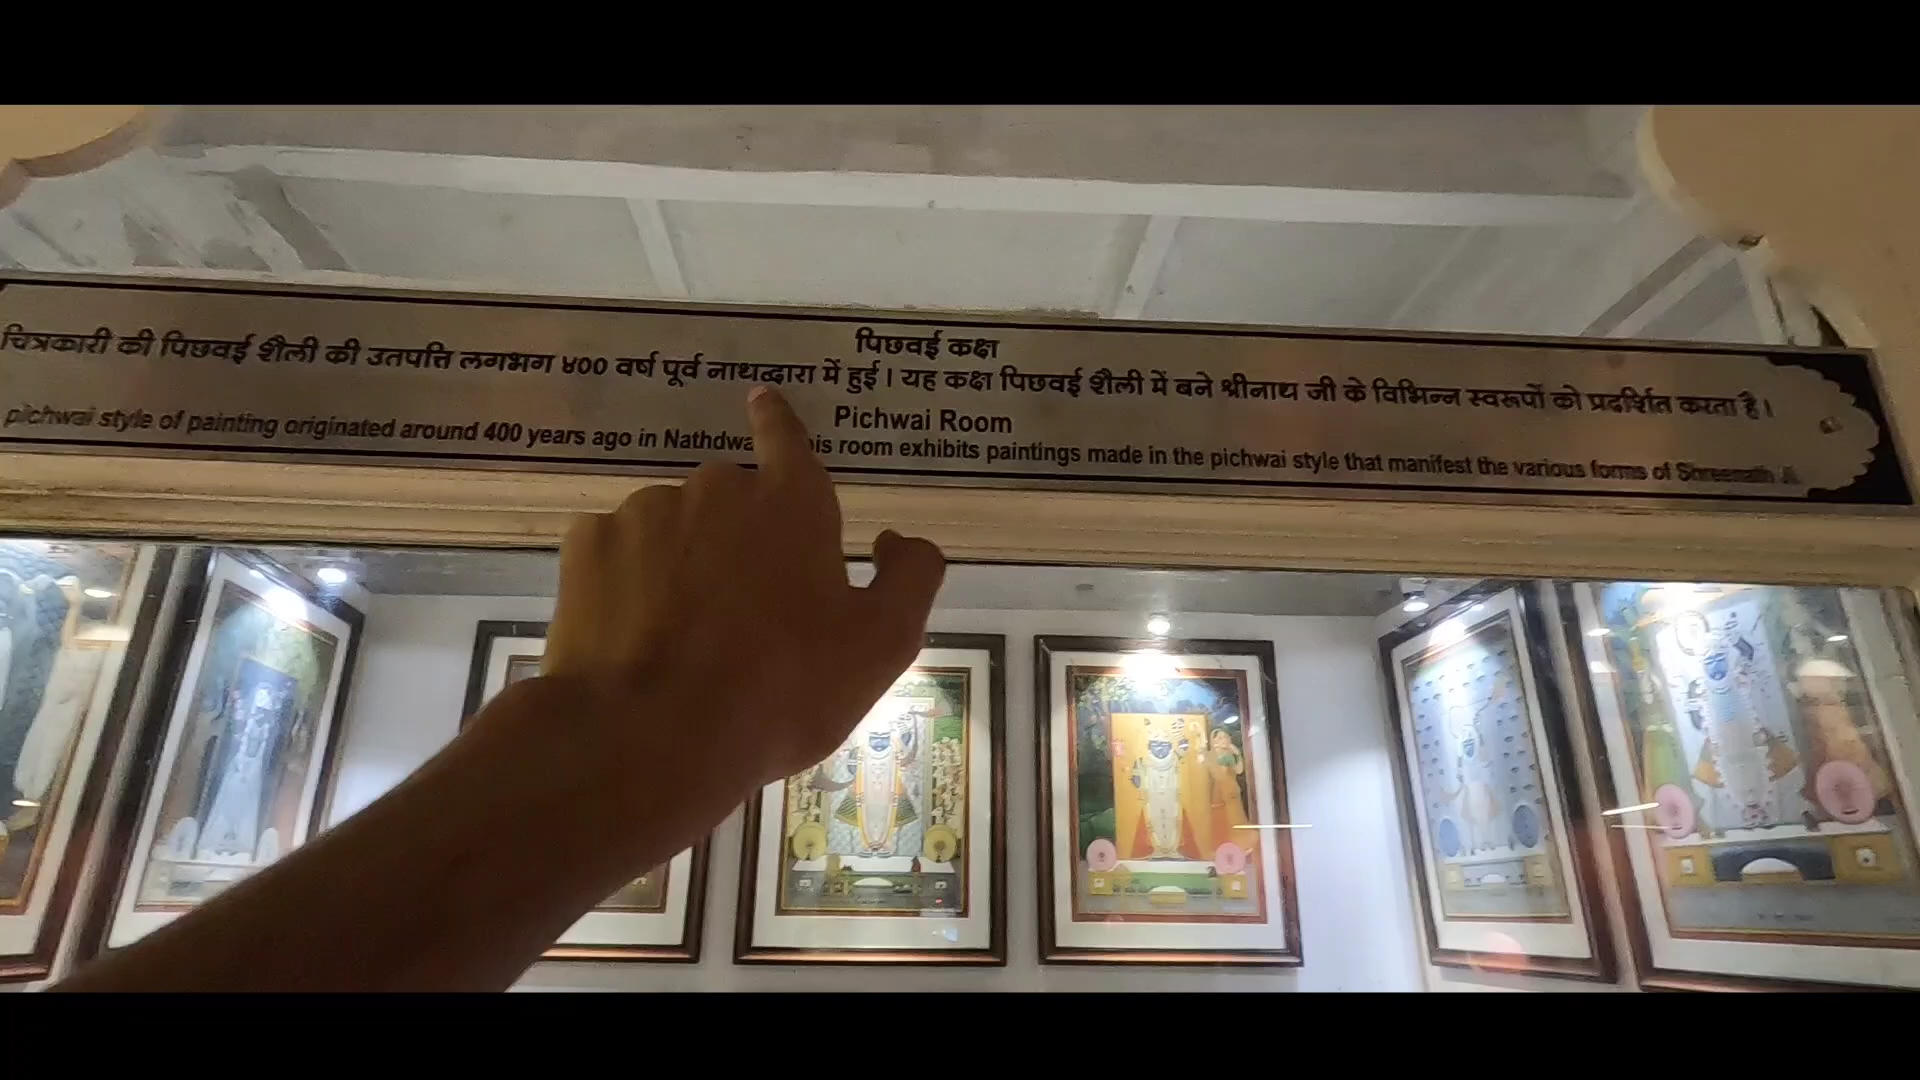 पिछवई कक्ष
चित्रकारी की पिछवई शैली की उतपत्ति लगभग ४०० वर्ष पूर्व नाथद्वारा में हुई। यह कक्ष पिछवई शैली में बने श्रीनाथ जी के विभिन्न स्वरूपों को प्रदर्शित करता है।
Pichwai Room
pichwai style of painting originated around 400 years ago in room exhibits paintings made in the pichwai style that manifest the various forms of Shreenath Ji.